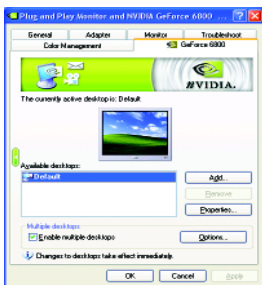 Plug and Play Monitor and NVIDIA GeForce 6800 ...
General Adapter Monitor Troubleshoot
Color Management GeForce 6800
NVIDIA.
The currently active desktop is: Default
Available desktops:
Default
Add...
Remove
Properties...
Multiple desktops
Enable multiple desktops
Options...
Changes to desktops take effect immediately.
OK Cancel Apply